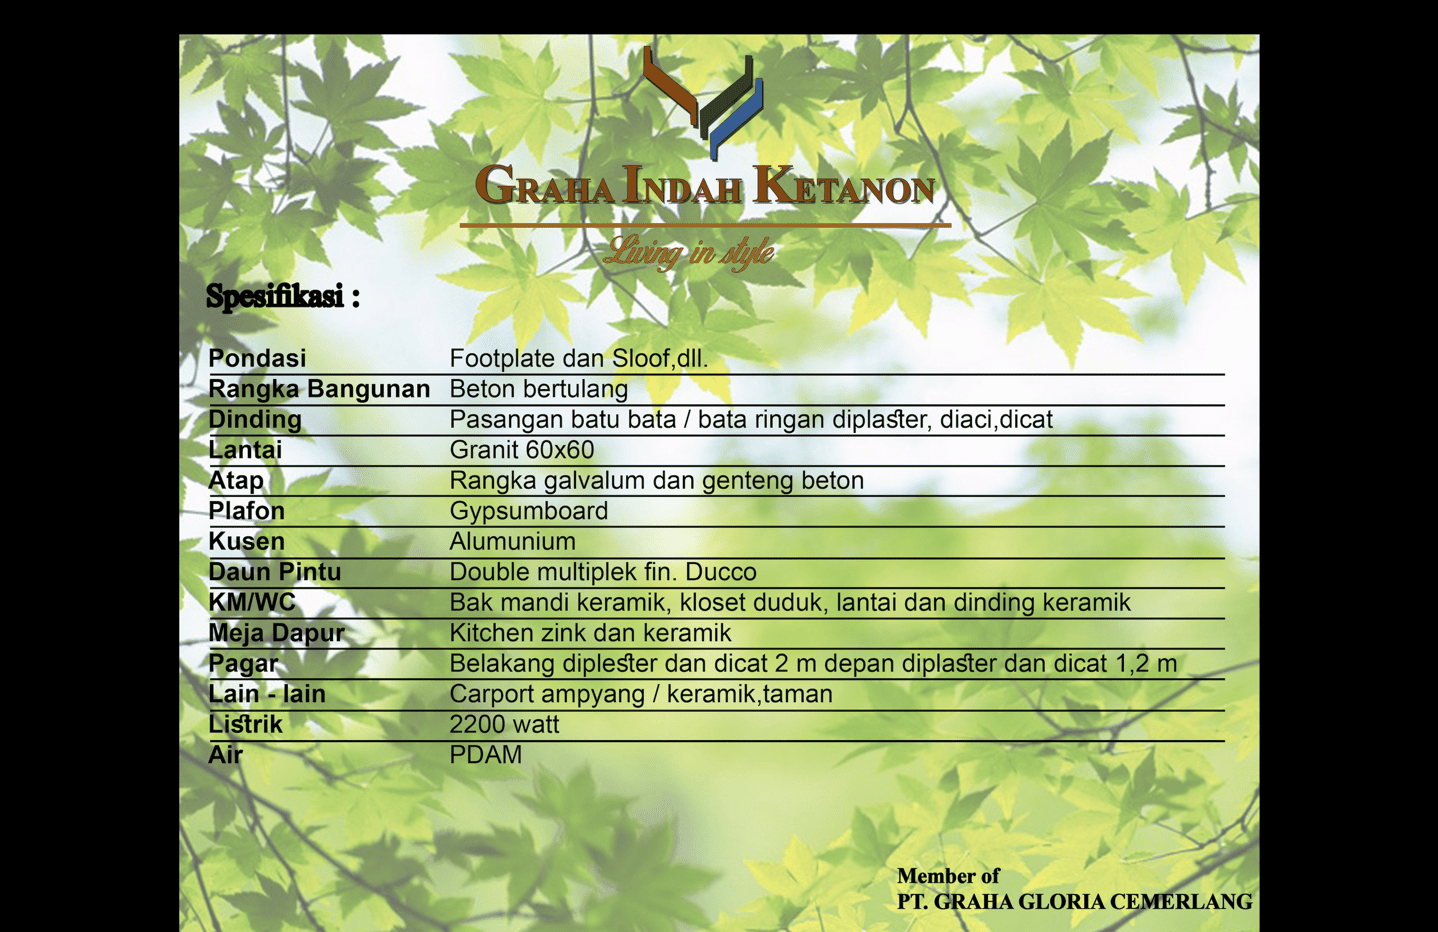 GRAHA INDAH KETANON
Living in style
Spesifikasi :
Pondasi Footplate dan Sloof,dll.
Rangka Bangunan Beton bertulang
Dinding Pasangan batu bata / bata ringan diplaster, diaci,dicat
Lantai Granit 60x60
Atap Rangka galvalum dan genteng beton
Plafon Gypsumboard
Kusen Alumunium
Daun Pintu Double multiplek fin. Ducco
KM/WC Bak mandi keramik, kloset duduk, lantai dan dinding keramik
Meja Dapur Kitchen zink dan keramik
Pagar Belakang diplester dan dicat 2 m depan diplaster dan dicat 1,2 m
Lain - lain Carport ampyang / keramik,taman
Listrik 2200 watt
Air PDAM
Member of
PT. GRAHA GLORIA CEMERLANG